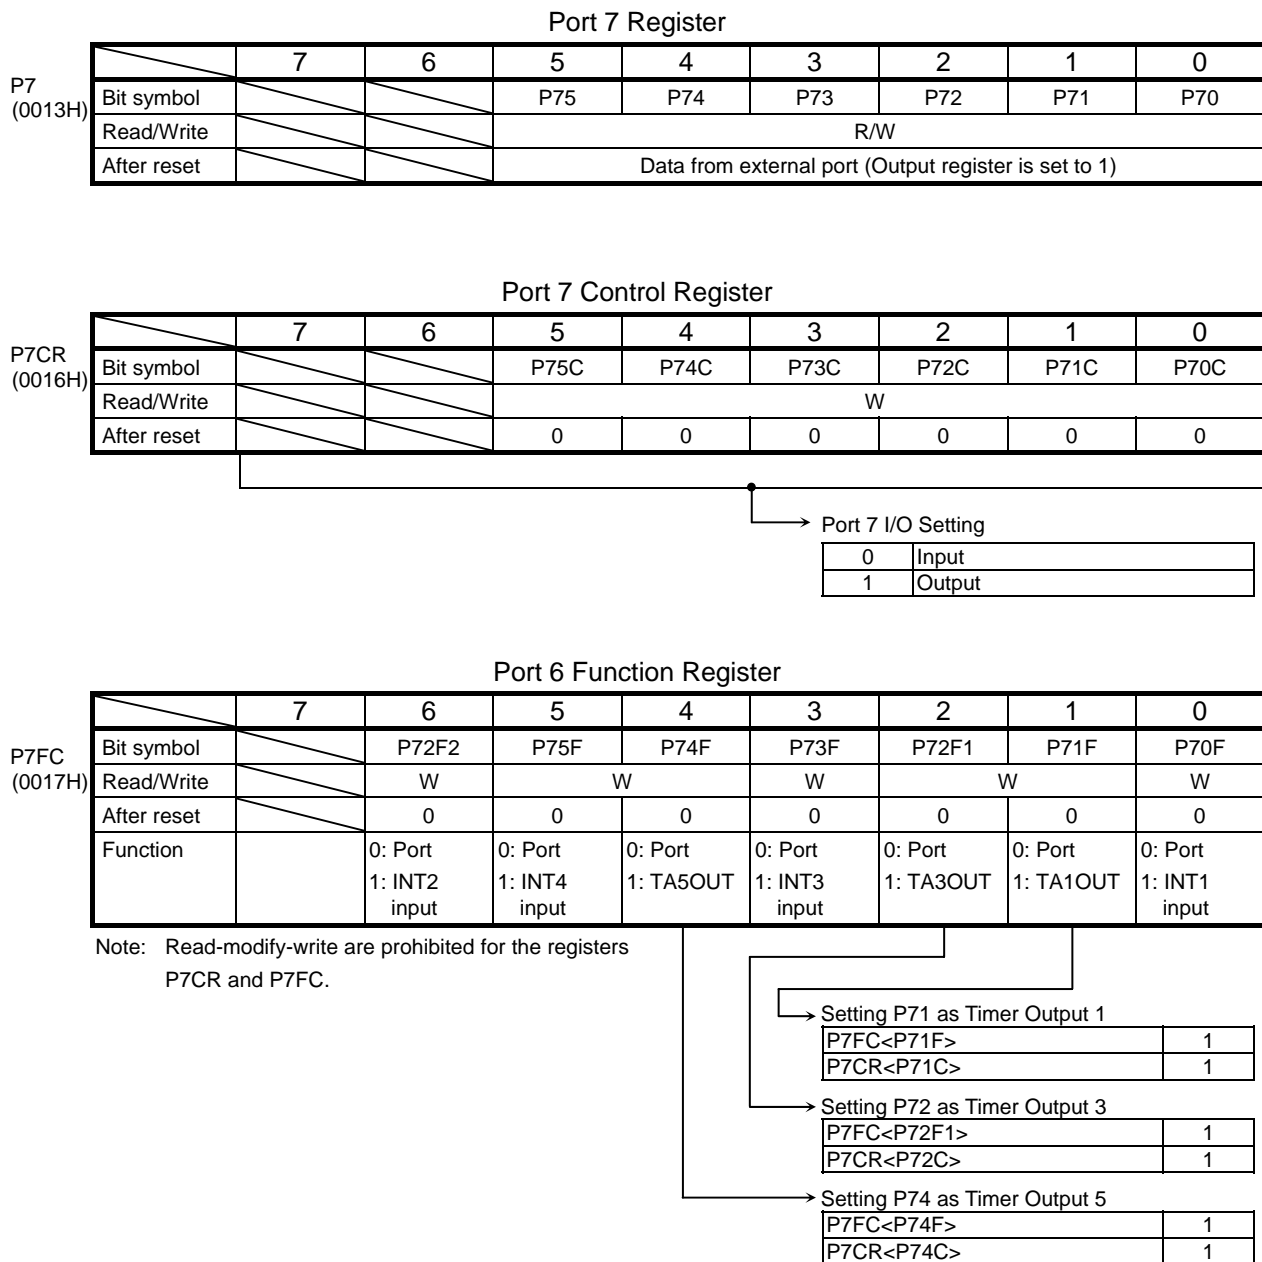 Port 7 Register
7 6 5 4 3 2 1 0
P7
(0013H)
Bit symbol P75 P74 P73 P72 P71 P70
Read/Write R/W
After reset Data from external port (Output register is set to 1)
Port 7 Control Register
7 6 5 4 3 2 1 0
P7CR
(0016H)
Bit symbol P75C P74C P73C P72C P71C P70C
Read/Write W
After reset 0 0 0 0 0 0
Port 7 I/O Setting
0 Input
1 Output
Port 6 Function Register
7 6 5 4 3 2 1 0
P7FC
(0017H)
Bit symbol P72F2 P75F P74F P73F P72F1 P71F P70F
Read/Write W W W W W
After reset 0 0 0 0 0 0 0
Function 0: Port 0: Port 0: Port 0: Port 0: Port 0: Port 0: Port
1: INT2 1: INT4 1: TA5OUT 1: INT3 1: TA3OUT 1: TA1OUT 1: INT1
input input input input
Note: Read-modify-write are prohibited for the registers
P7CR and P7FC.
Setting P71 as Timer Output 1
P7FC<P71F> 1
P7CR<P71C> 1
Setting P72 as Timer Output 3
P7FC<P72F1> 1
P7CR<P72C> 1
Setting P74 as Timer Output 5
P7FC<P74F> 1
P7CR<P74C> 1